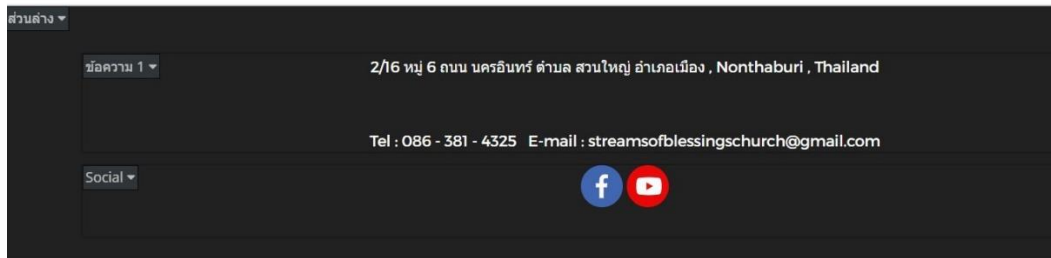 ส่วนล่าง
ข้อความ 1
2/16 หมู่ 6 ถนน นครอินทร์ ตำบล สวนใหญ่ อำเภอเมือง , Nonthaburi , Thailand
Tel : 086 - 381 - 4325 E-mail : streamsofblessingschurch@gmail.com
Social